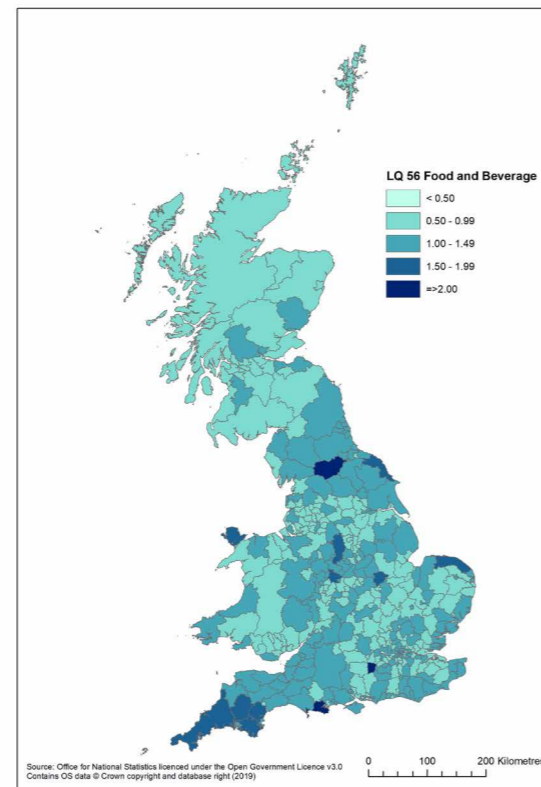 LQ 56 Food and Beverage
< 0.50
0.50 - 0.99
1.00 - 1.49
1.50 - 1.99
=>2.00
Source: Office for National Statistics licenced under the Open Government Licence v3.0
Contains OS data © Crown copyright and database right (2019)
0 100 200 Kilometres